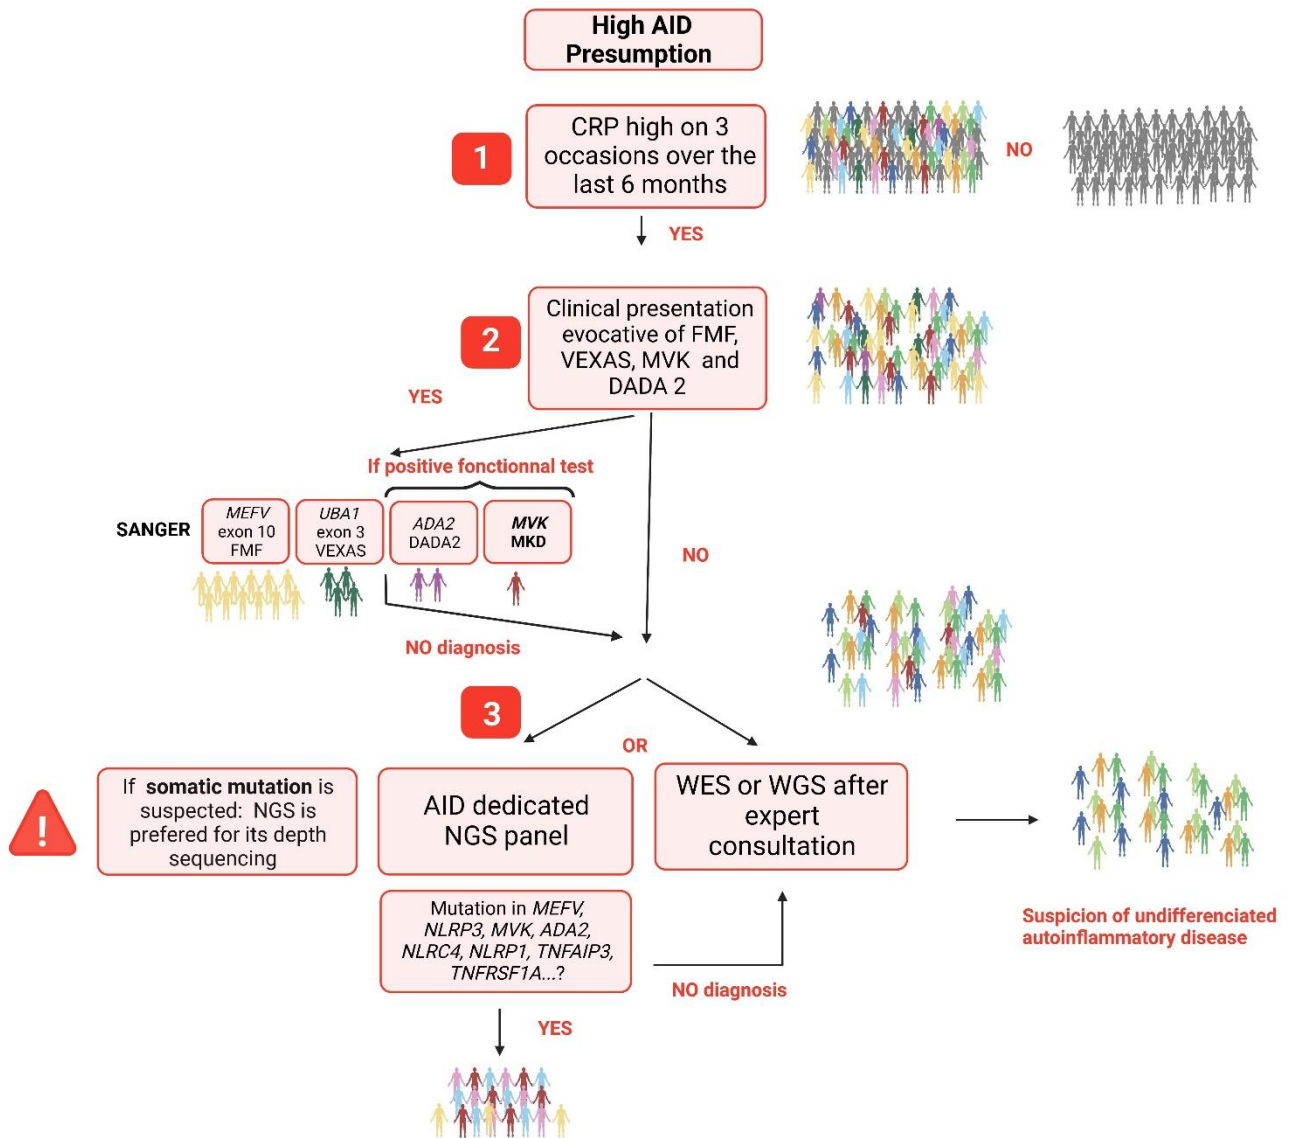 High AID
Presumption
1
CRP high on 3
occasions over the
last 6 months
NO
YES
2
Clinical presentation
evocative of FMF,
VEXAS, MVK and
DADA 2
YES
If positive fonctionnal test
SANGER
MEFV
exon 10
FMF
UBA1
exon 3
VEXAS
ADA2
DADA2
MVK
MKD
NO
NO diagnosis
3
OR
If somatic mutation is
suspected: NGS is
prefered for its depth
sequencing
!
AID dedicated
NGS panel
WES or WGS after
expert
consultation
Mutation in MEFV,
NLRP3, MVK, ADA2,
NLRC4, NLRP1, TNFAIP3,
TNFRSF1A...?
NO diagnosis
Suspicion of undifferenciated
autoinflammatory disease
YES